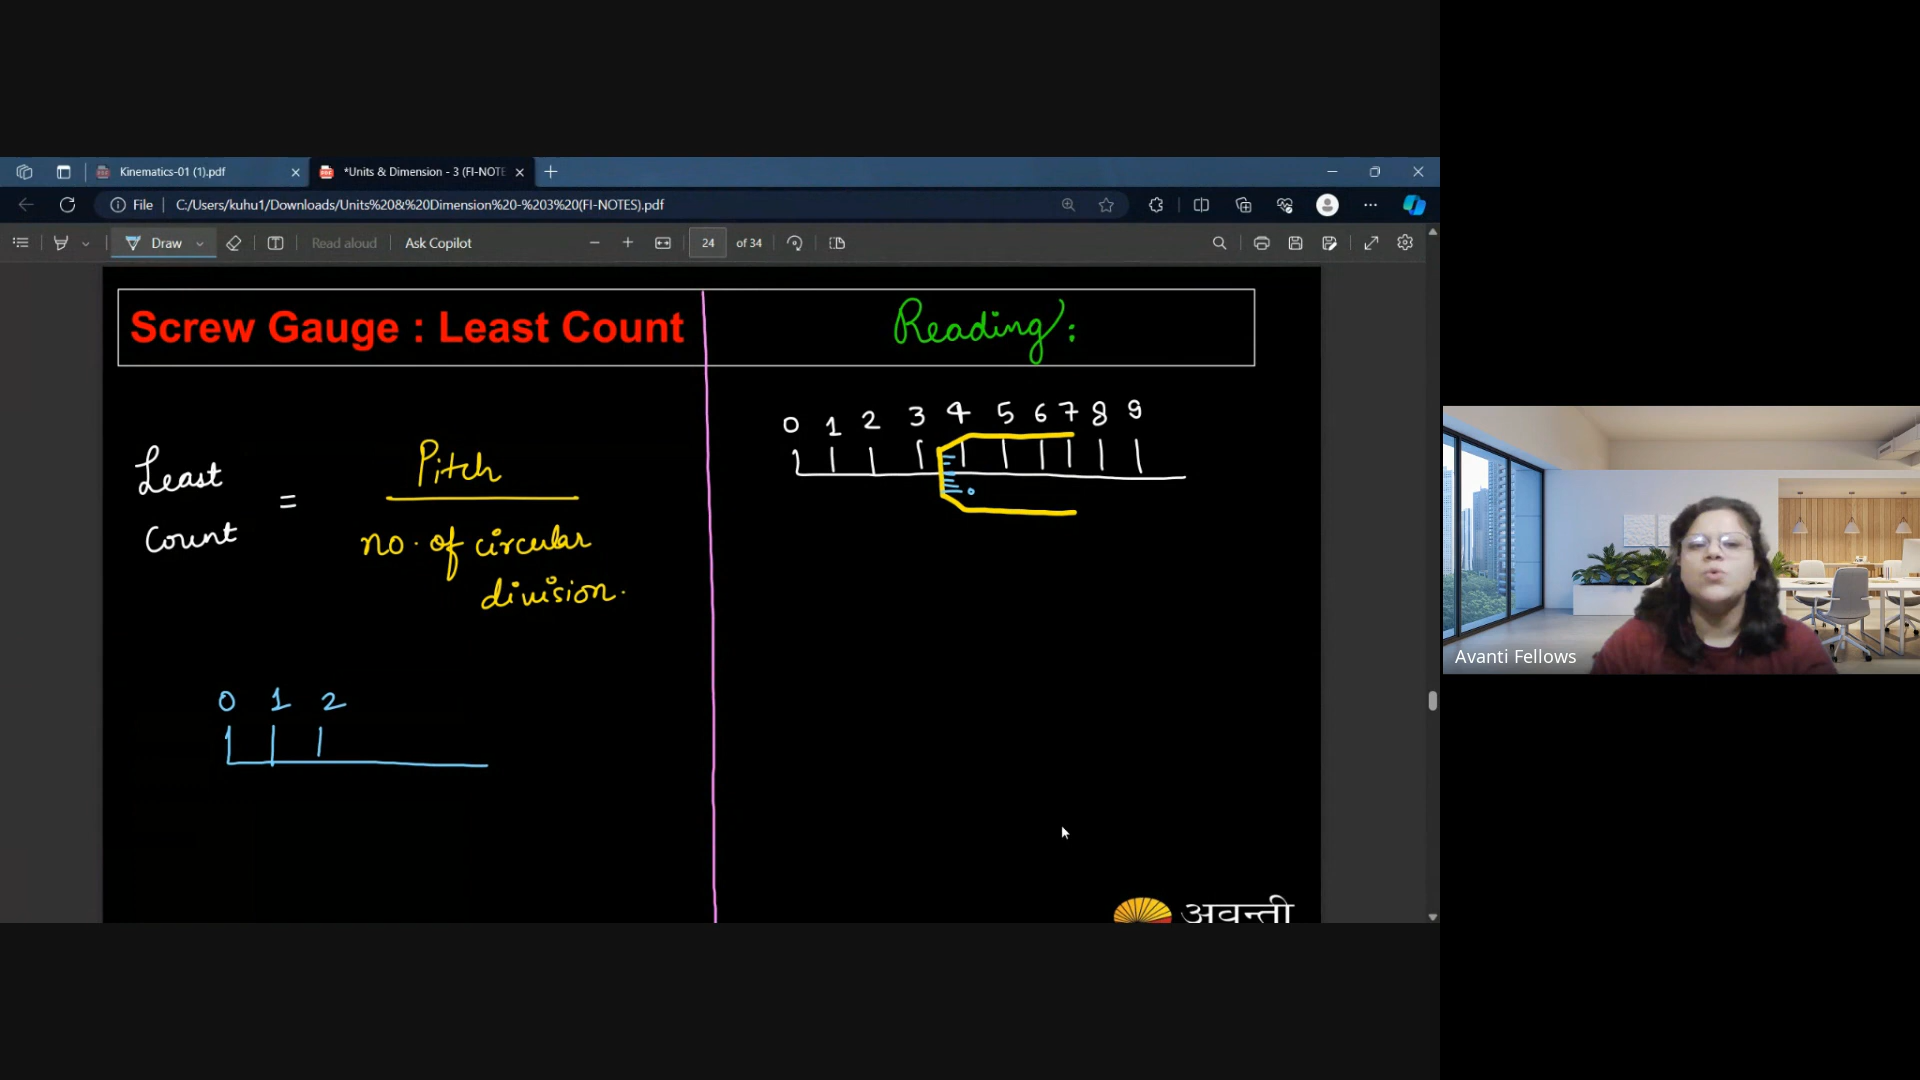 Kinematics-01 (1).pdf
*Units & Dimension - 3 (FI-NOTE
File
C:/Users/kuhu1/Downloads/Units%20&%20Dimension%20-%203%20(FI-NOTES).pdf
Draw
Read aloud
Ask Copilot
24 of 34
Screw Gauge : Least Count
Reading:
Least
Count
=
Pitch
no. of circular
division.
0 1 2 3 4 5 6 7 8 9
0
0 1 2
अवन्ती
Avanti Fellows